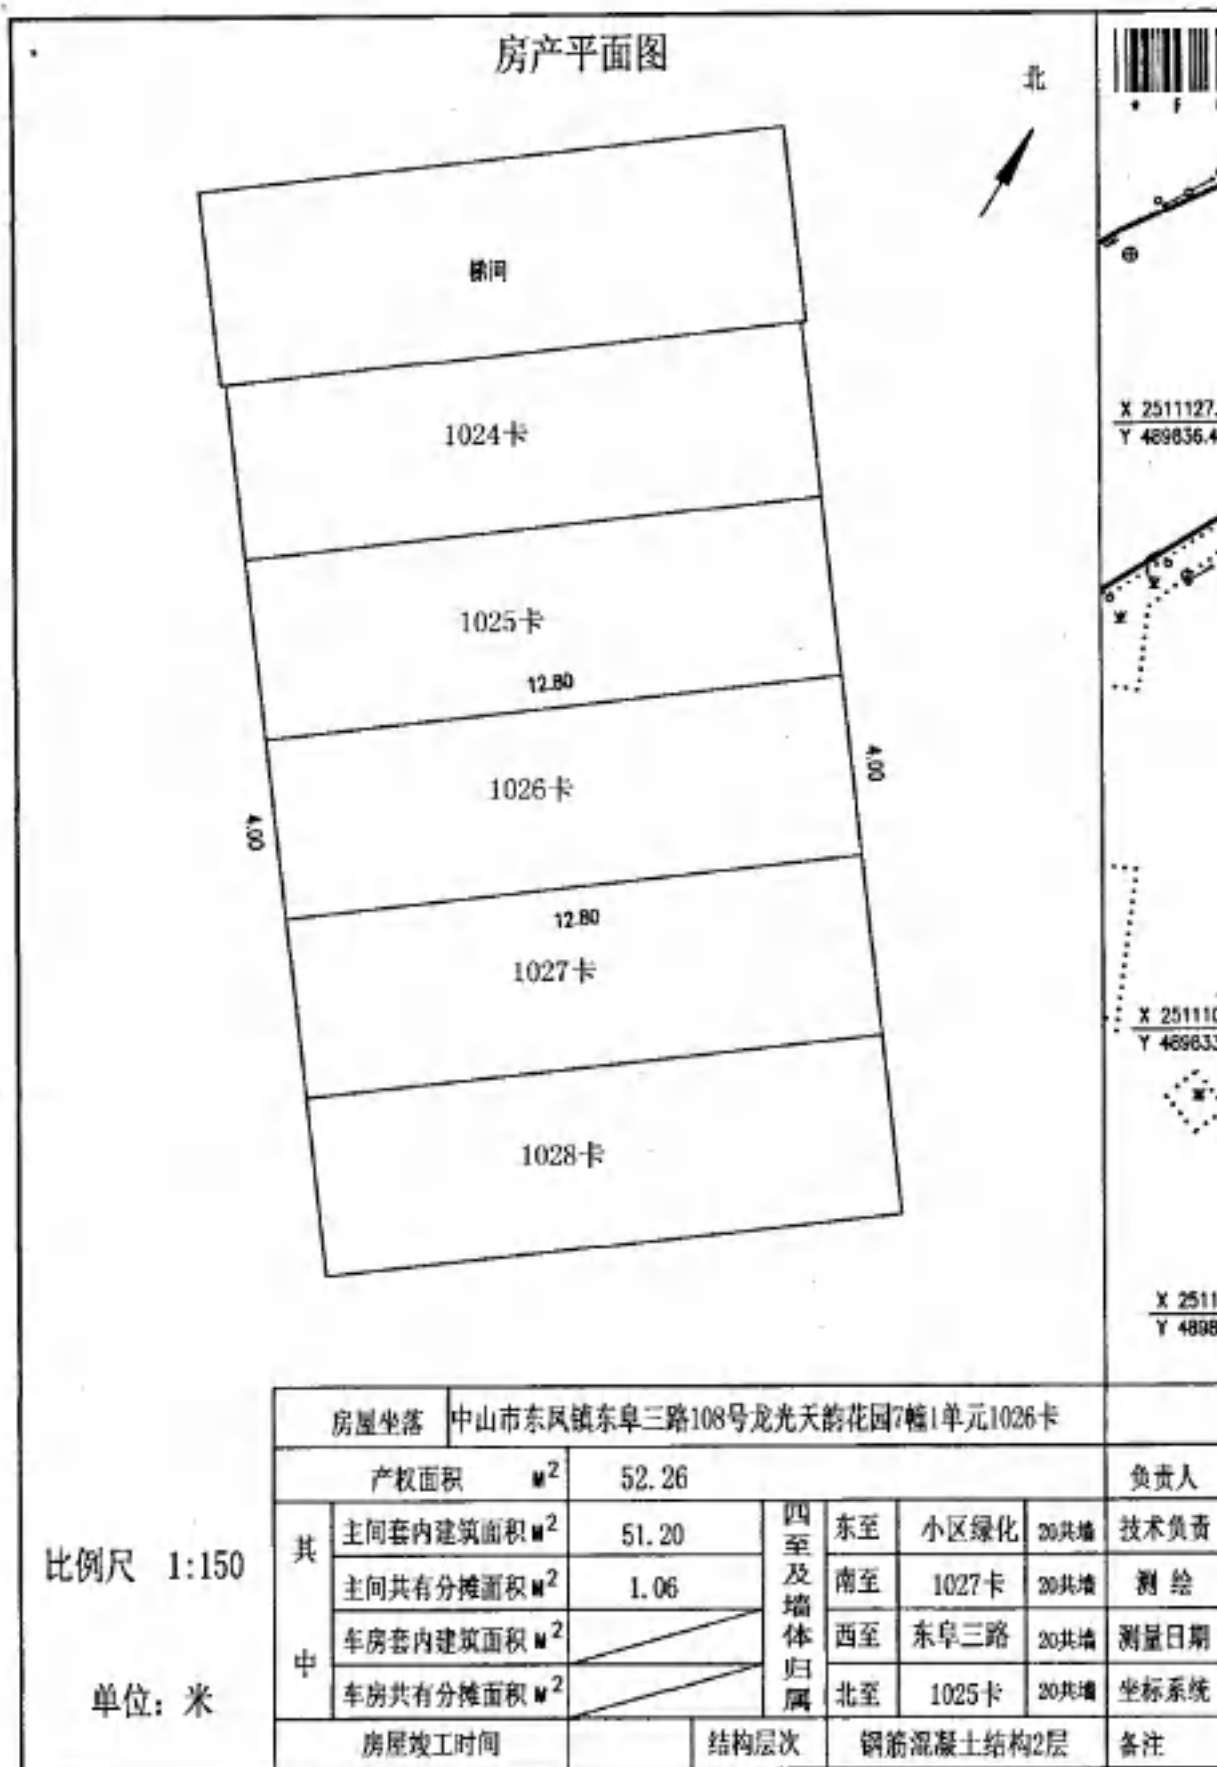 房产平面图
北
* F
梯间
1024卡
X 2511127.
Y 489836.4
1025卡
12.80
1026卡
4.00
4.00
12.80
1027卡
X 251110
Y 489833
1028卡
X 2511
Y 4898
房屋坐落 中山市东凤镇东阜三路108号龙光天韵花园7幢1单元1026卡
产权面积 M² 52.26 负责人
其中 主间套内建筑面积M² 51.20 四至及墙体归属 东至 小区绿化 20共墙 技术负责
主间共有分摊面积M² 1.06 南至 1027卡 20共墙 测 绘
车房套内建筑面积M² 西至 东阜三路 20共墙 测量日期
车房共有分摊面积M² 北至 1025卡 20共墙 坐标系统
比例尺 1:150
单位：米
房屋竣工时间 结构层次 钢筋混凝土结构2层 备注